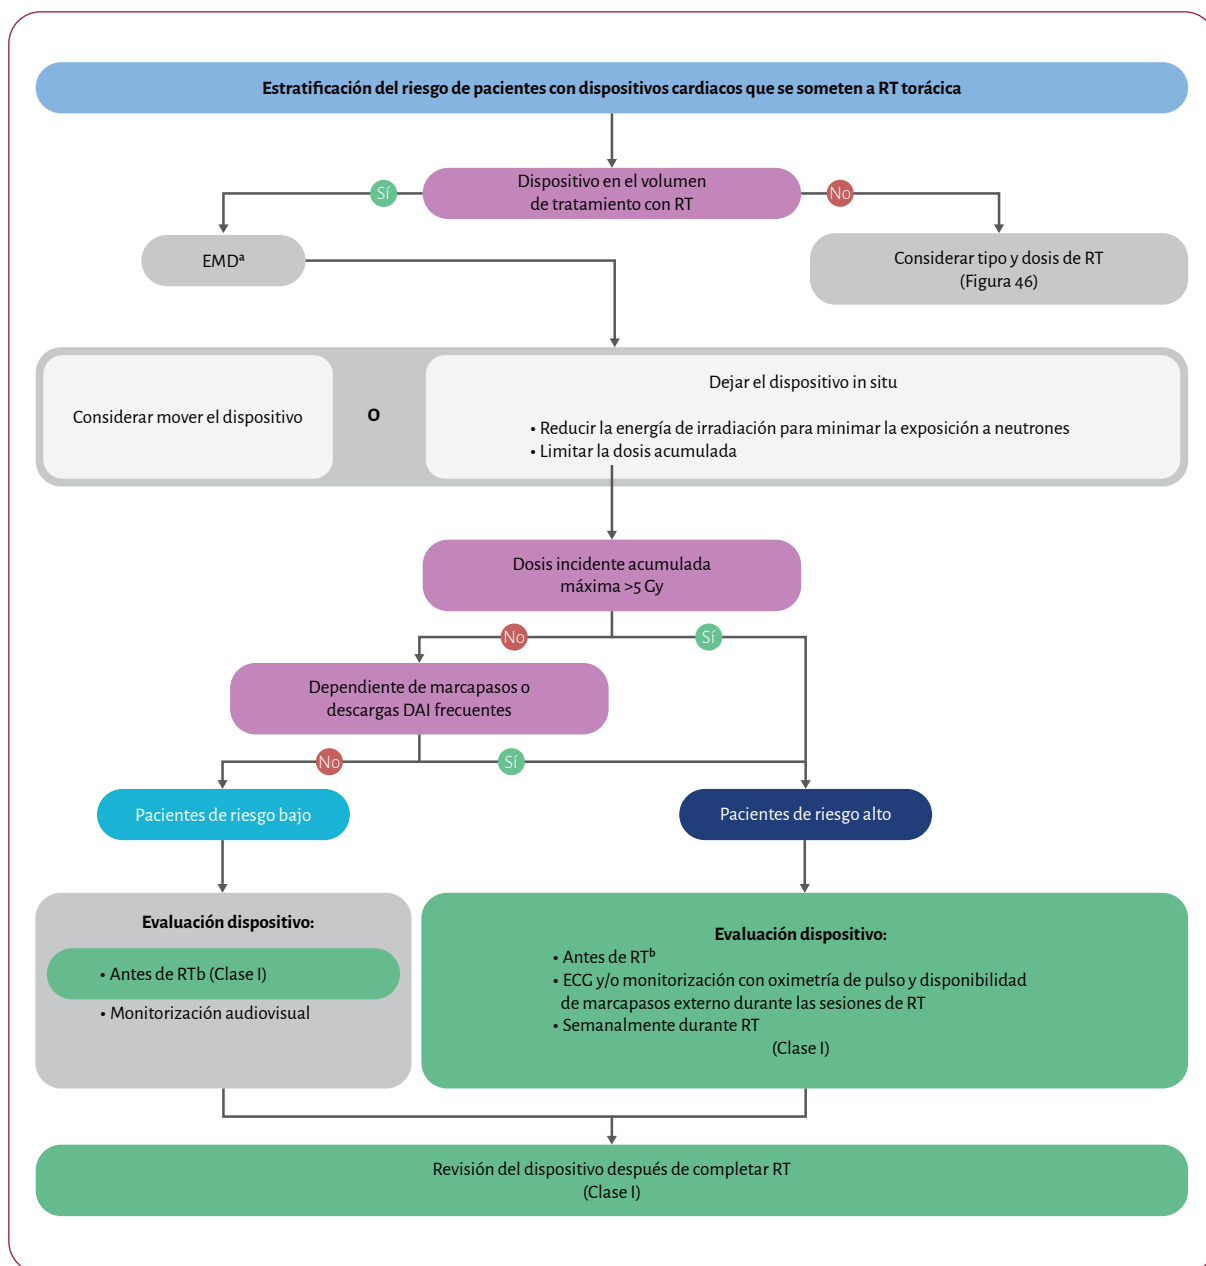 Estratificación del riesgo de pacientes con dispositivos cardiacos que se someten a RT torácica
Dispositivo en el volumen
de tratamiento con RT
Sí
No
EMDᵃ
Considerar tipo y dosis de RT
(Figura 46)
Considerar mover el dispositivo
O
Dejar el dispositivo in situ
• Reducir la energía de irradiación para minimar la exposición a neutrones
• Limitar la dosis acumulada
Dosis incidente acumulada
máxima >5 Gy
No
Sí
Dependiente de marcapasos o
descargas DAI frecuentes
No
Sí
Pacientes de riesgo bajo
Pacientes de riesgo alto
Evaluación dispositivo:
• Antes de RTb (Clase I)
• Monitorización audiovisual
Evaluación dispositivo:
• Antes de RTᵇ
• ECG y/o monitorización con oximetría de pulso y disponibilidad
de marcapasos externo durante las sesiones de RT
• Semanalmente durante RT
(Clase I)
Revisión del dispositivo después de completar RT
(Clase I)